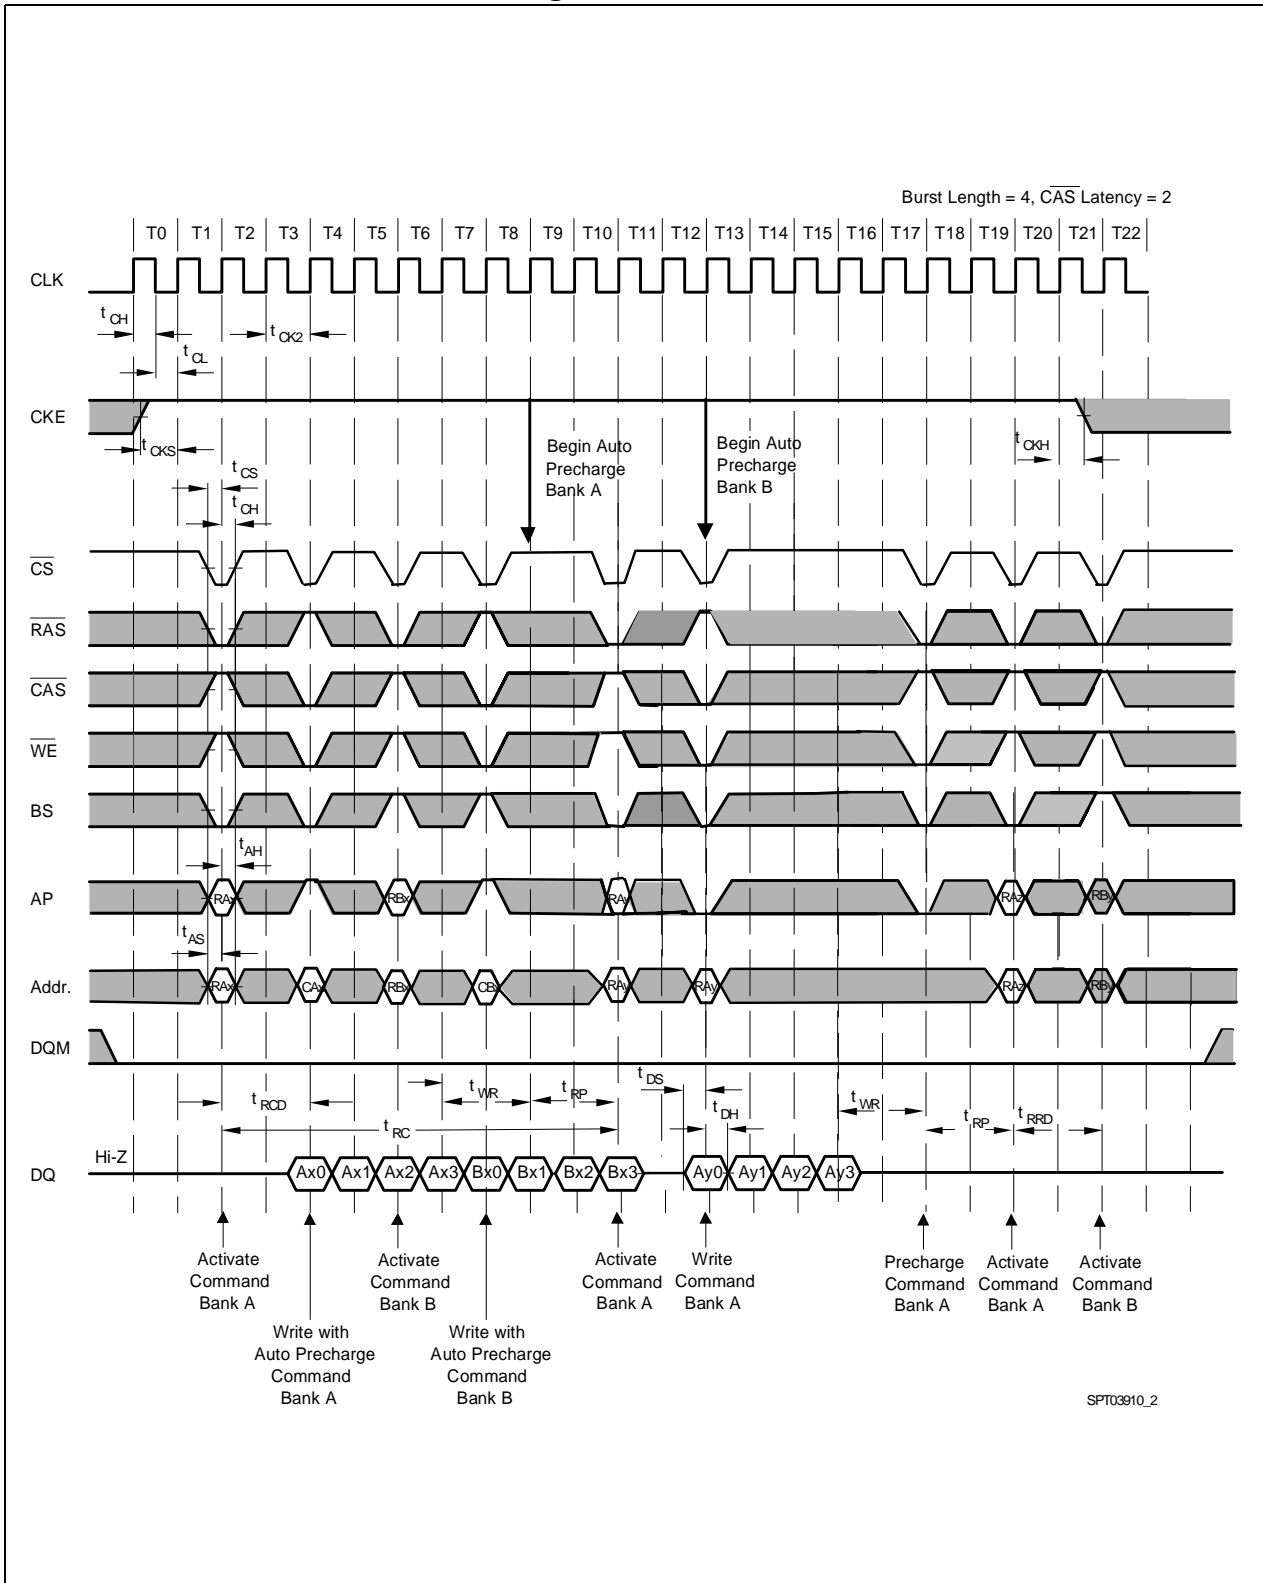 Burst Length = 4, CAS Latency = 2
T0 T1 T2 T3 T4 T5 T6 T7 T8 T9 T10 T11 T12 T13 T14 T15 T16 T17 T18 T19 T20 T21 T22
CLK
t CH
t CK2
t CL
CKE
t CKS
t CKH
Begin Auto
Precharge
Bank A
Begin Auto
Precharge
Bank B
t CS
t CH
CS
RAS
CAS
WE
BS
t AH
AP
RAx RBx RAy RAz RBy
t AS
Addr.
RAx CAx RBx CBx RAy RAy RAz RBy
DQM
t RCD
t WR
t RP
t DS
t DH
t WR
t RP
t RRD
t RC
Hi-Z
DQ
Ax0 Ax1 Ax2 Ax3 Bx0 Bx1 Bx2 Bx3 Ay0 Ay1 Ay2 Ay3
Activate
Command
Bank A
Write with
Auto Precharge
Command
Bank A
Activate
Command
Bank B
Write with
Auto Precharge
Command
Bank B
Activate
Command
Bank A
Write
Command
Bank A
Precharge
Command
Bank A
Activate
Command
Bank A
Activate
Command
Bank B
SPT03910_2